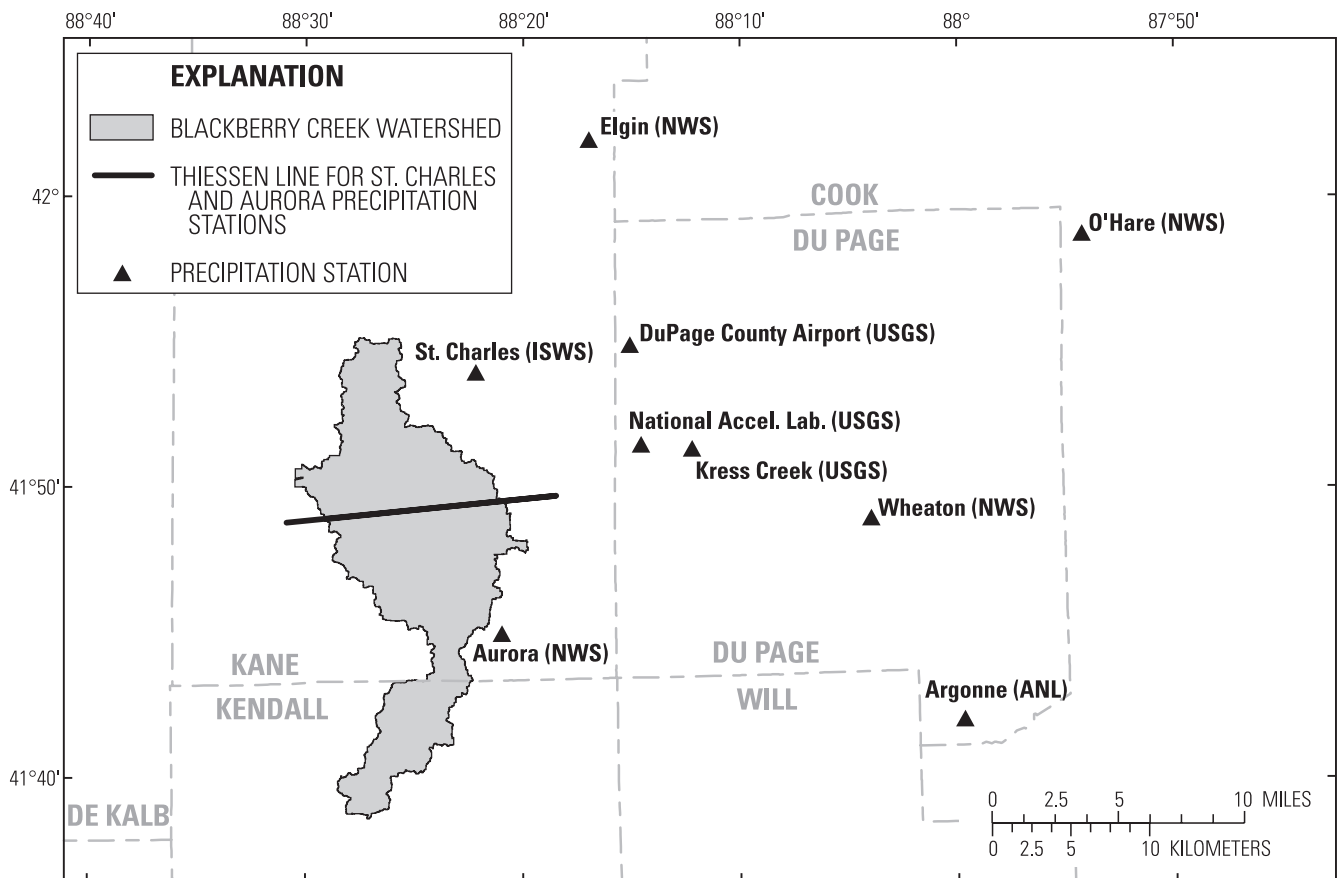 88°40' 88°30' 88°20' 88°10' 88° 87°50'
EXPLANATION
BLACKBERRY CREEK WATERSHED
THIESSEN LINE FOR ST. CHARLES
AND AURORA PRECIPITATION
STATIONS
PRECIPITATION STATION
Elgin (NWS)
42°
COOK
DU PAGE
O'Hare (NWS)
DuPage County Airport (USGS)
St. Charles (ISWS)
National Accel. Lab. (USGS)
Kress Creek (USGS)
41°50'
Wheaton (NWS)
Aurora (NWS)
KANE
KENDALL
DU PAGE
WILL
Argonne (ANL)
41°40'
DE KALB
0 2.5 5 10 MILES
0 2.5 5 10 KILOMETERS